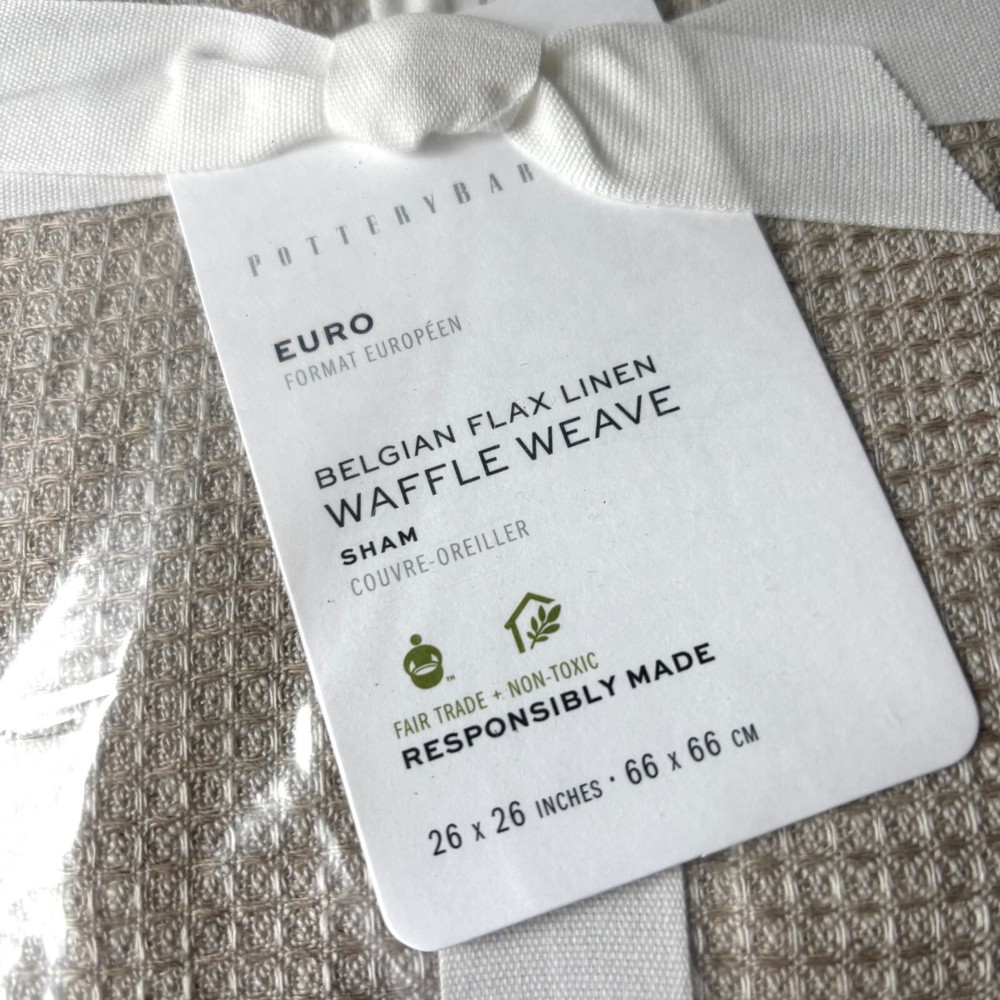 POTTERYBAR
EURO
FORMAT EUROPÉEN
BELGIAN FLAX LINEN
WAFFLE WEAVE
SHAM
COUVRE-OREILLER
™
FAIR TRADE + NON-TOXIC
RESPONSIBLY MADE
26 X 26 INCHES · 66 X 66 CM